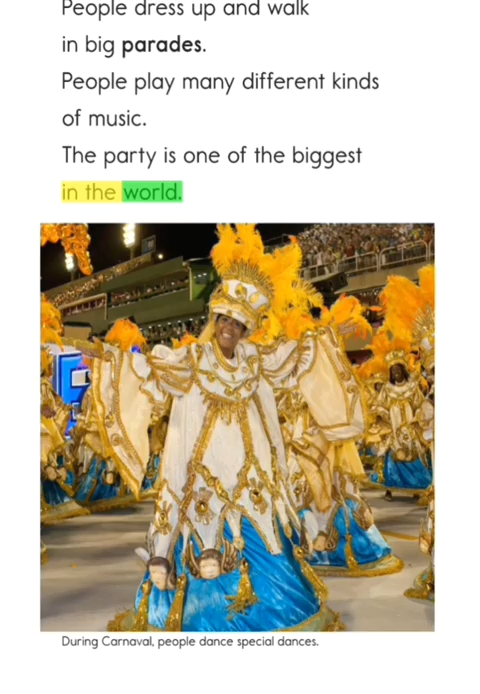 People dress up and walk
in big parades.
People play many different kinds
of music.
The party is one of the biggest
in the world.
During Carnaval, people dance special dances.